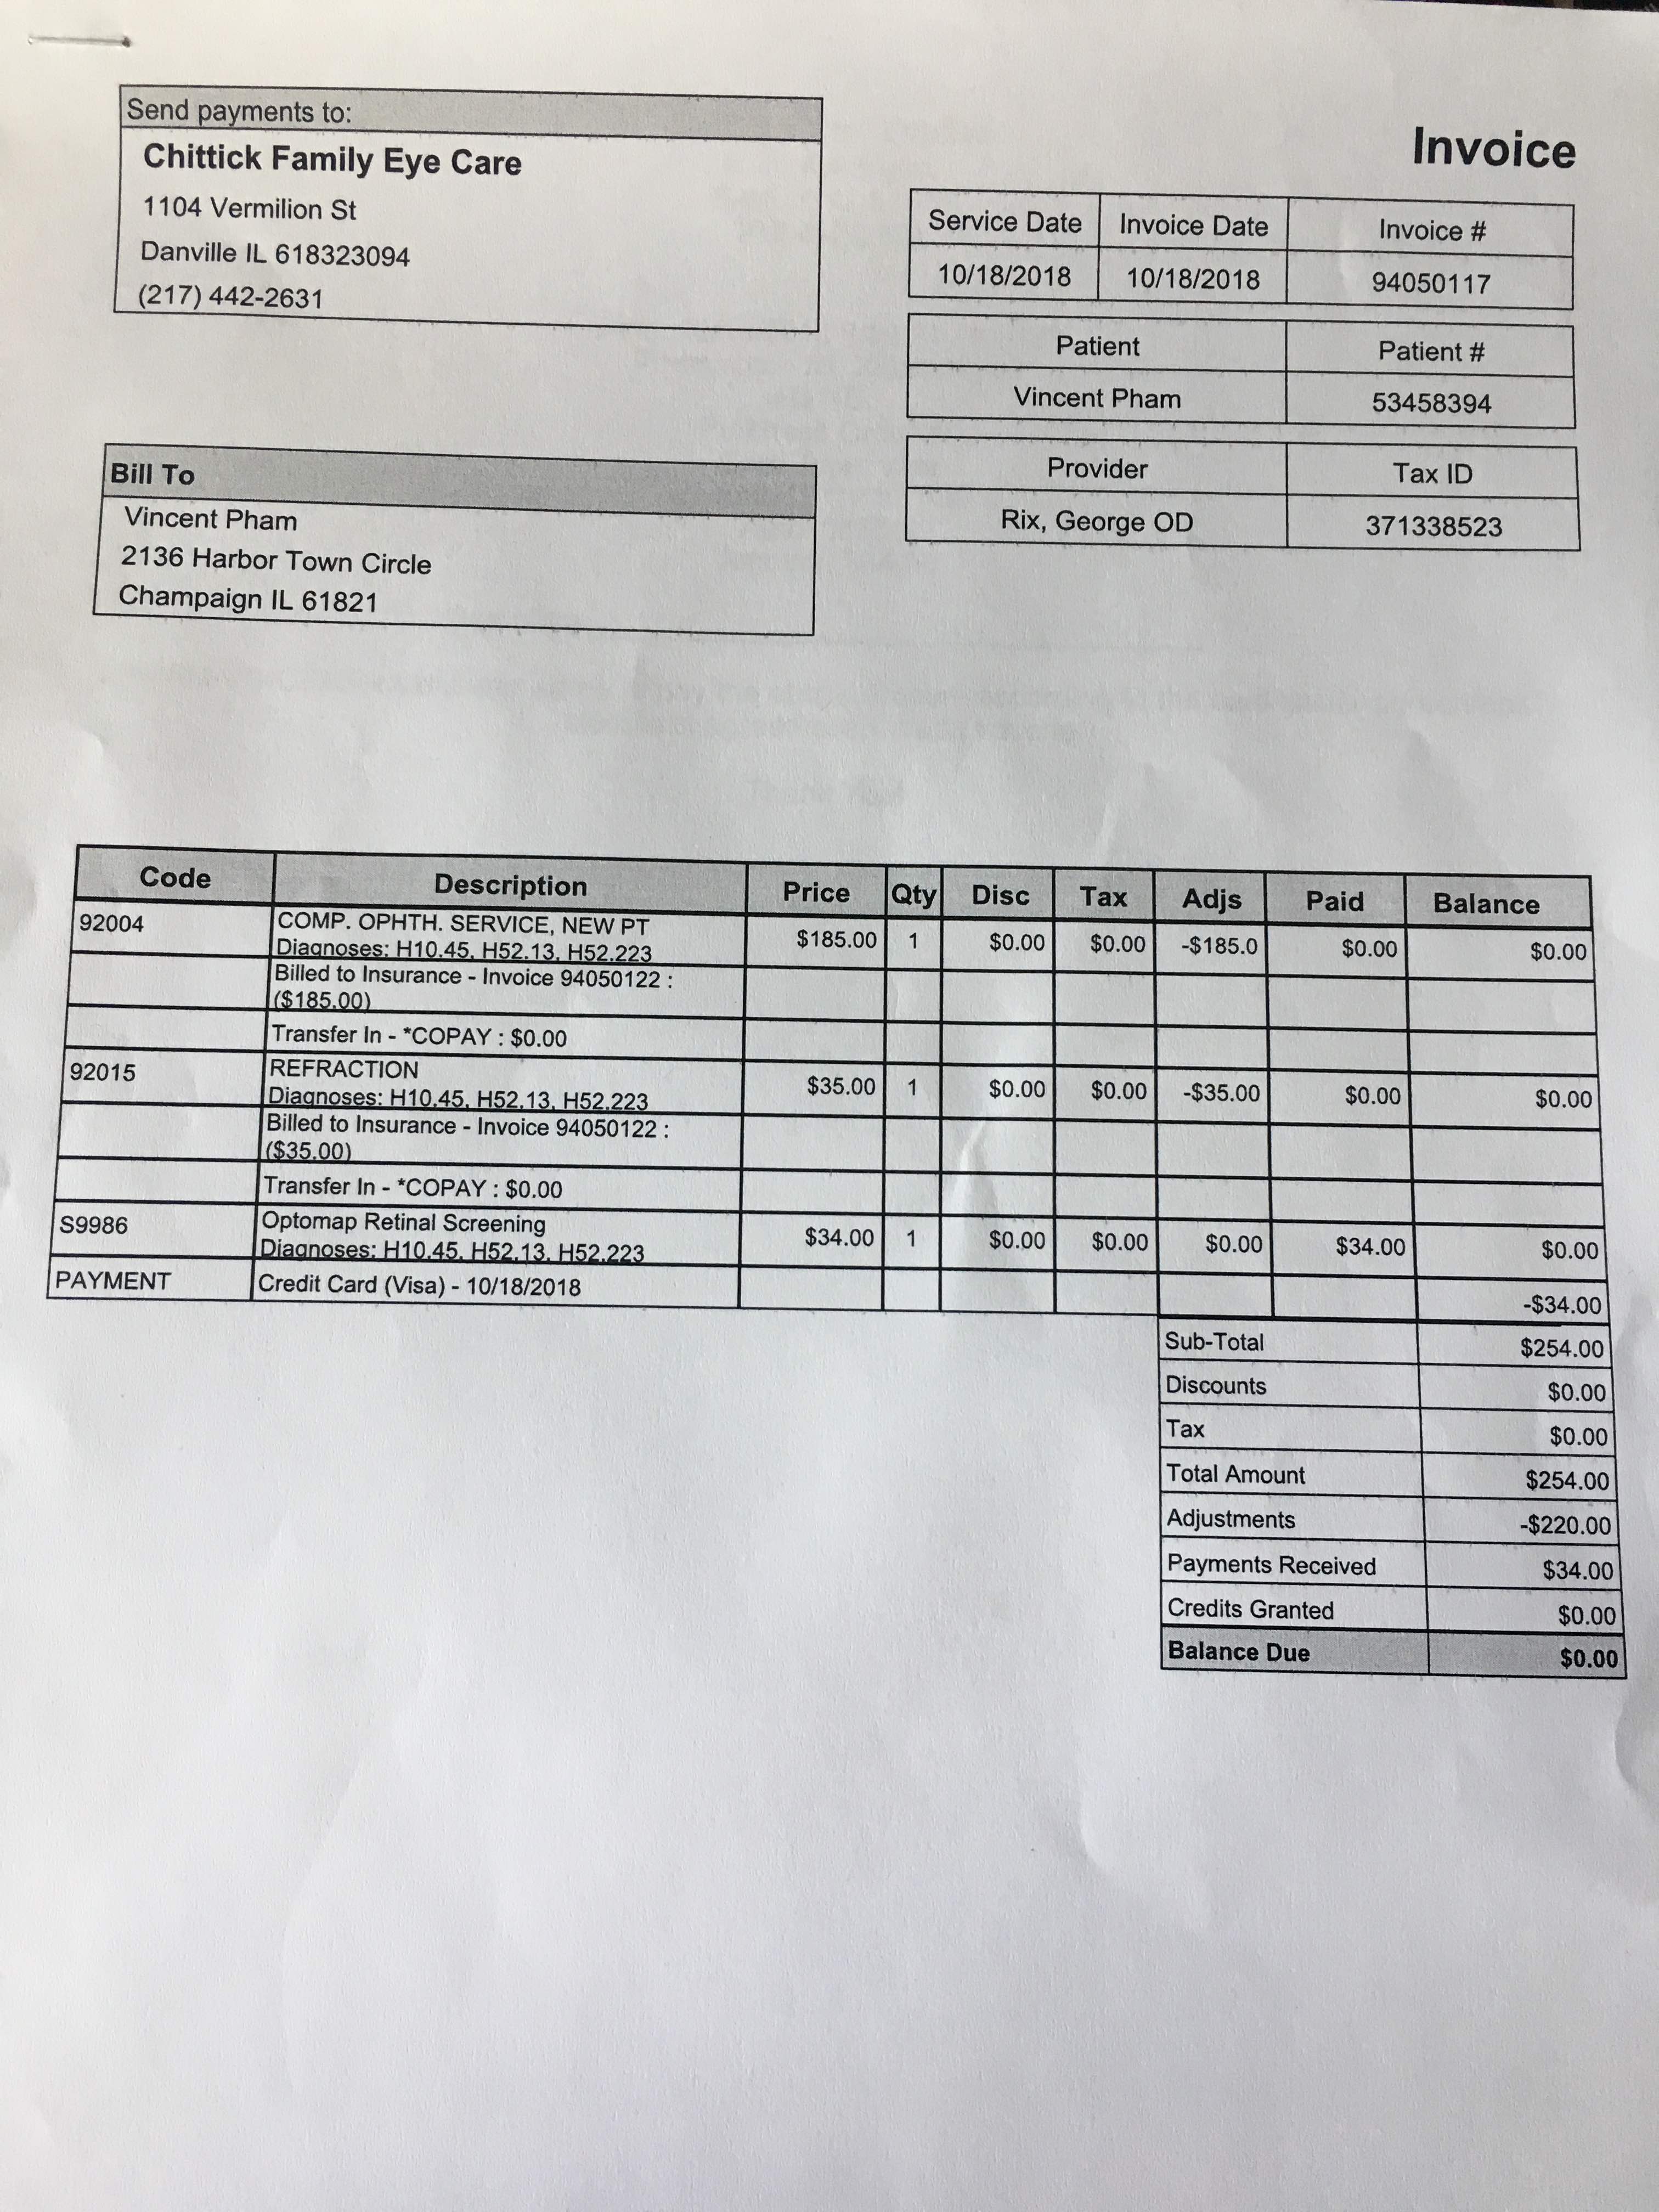 Send payments to:
Chittick Family Eye Care
1104 Vermilion St
Danville IL 618323094
(217) 442-2631
Invoice
Service Date Invoice Date Invoice #
10/18/2018 10/18/2018 94050117
Patient Patient #
Vincent Pham 53458394
Provider Tax ID
Rix, George OD 371338523
Bill To
Vincent Pham
2136 Harbor Town Circle
Champaign IL 61821
Code Description Price Qty Disc Tax Adjs Paid Balance
92004 COMP. OPHTH. SERVICE, NEW PT $185.00 1 $0.00 $0.00 -$185.0 $0.00 $0.00
Diagnoses: H10.45, H52.13, H52.223
Billed to Insurance - Invoice 94050122 :
($185.00)
Transfer In - *COPAY : $0.00
92015 REFRACTION $35.00 1 $0.00 $0.00 -$35.00 $0.00 $0.00
Diagnoses: H10.45, H52.13, H52.223
Billed to Insurance - Invoice 94050122 :
($35.00)
Transfer In - *COPAY : $0.00
S9986 Optomap Retinal Screening $34.00 1 $0.00 $0.00 $0.00 $34.00 $0.00
Diagnoses: H10.45, H52.13, H52.223
PAYMENT Credit Card (Visa) - 10/18/2018 -$34.00
Sub-Total $254.00
Discounts $0.00
Tax $0.00
Total Amount $254.00
Adjustments -$220.00
Payments Received $34.00
Credits Granted $0.00
Balance Due $0.00